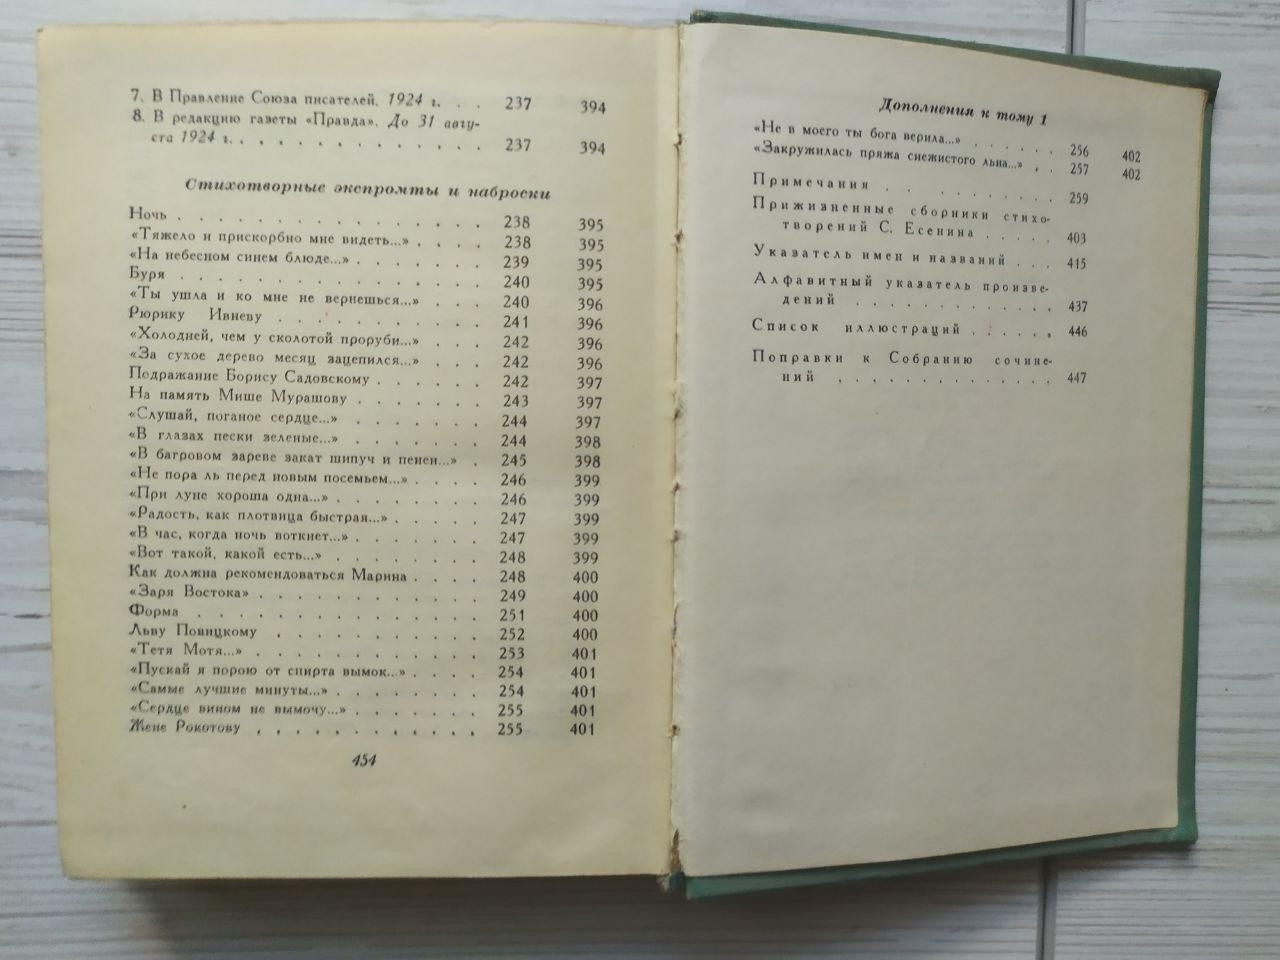 7. В Правление Союза писателей. 1924 г. . . 237 394
8. В редакцию газеты «Правда». До 31 авгу-
ста 1924 г. . . . . . . . . . . . . . 237 394
Стихотворные экспромты и наброски
Ночь . . . . . . . . . . . . . . . 238 395
«Тяжело и прискорбно мне видеть...» . . . . 238 395
«На небесном синем блюде...» . . . . . . . 239 395
Буря . . . . . . . . . . . . . . . 240 395
«Ты ушла и ко мне не вернешься...» . . . . 240 396
Рюрику Ивневу . . . . . . . . . . . 241 396
«Холодней, чем у сколотой проруби...» . . . 242 396
«За сухое дерево месяц зацепился...» . . . . 242 396
Подражание Борису Садовскому . . . . . . 242 397
На память Мише Мурашову . . . . . . . 243 397
«Слушай, поганое сердце...» . . . . . . . 244 397
«В глазах пески зеленые...» . . . . . . . 244 398
«В багровом зареве закат шипуч и пенен...» . 245 398
«Не пора ль перед новым посемьем...» . . . . 246 399
«При луне хороша одна...» . . . . . . . . 246 399
«Радость, как плотвица быстрая...» . . . . . 247 399
«В час, когда ночь воткнет...» . . . . . . . 247 399
«Вот такой, какой есть...» . . . . . . . . 248 399
Как должна рекомендоваться Марина . . . . 248 400
«Заря Востока» . . . . . . . . . . . . 249 400
Форма . . . . . . . . . . . . . . 251 400
Льву Повицкому . . . . . . . . . . . 252 400
«Тетя Мотя...» . . . . . . . . . . . . 253 401
«Пускай я порою от спирта вымок...» . . . . 254 401
«Самые лучшие минуты...» . . . . . . . . 254 401
«Сердце вином не вымочу...» . . . . . . . 255 401
Жене Рокотову . . . . . . . . . . . . 255 401
454
Дополнения к тому 1
«Не в моего ты бога верила...» . . . . . . 256 402
«Закружилась пряжа снежистого льна...» . . 257 402
Примечания . . . . . . . . 259
Прижизненные сборники стихо-
творений С. Есенина . . . . . 403
Указатель имен и названий . . . 415
Алфавитный указатель произве-
дений . . . . . . . . . . . . 437
Список иллюстраций . . . . . . 446
Поправки к Собранию сочине-
ний . . . . . . . . . . . . . 447